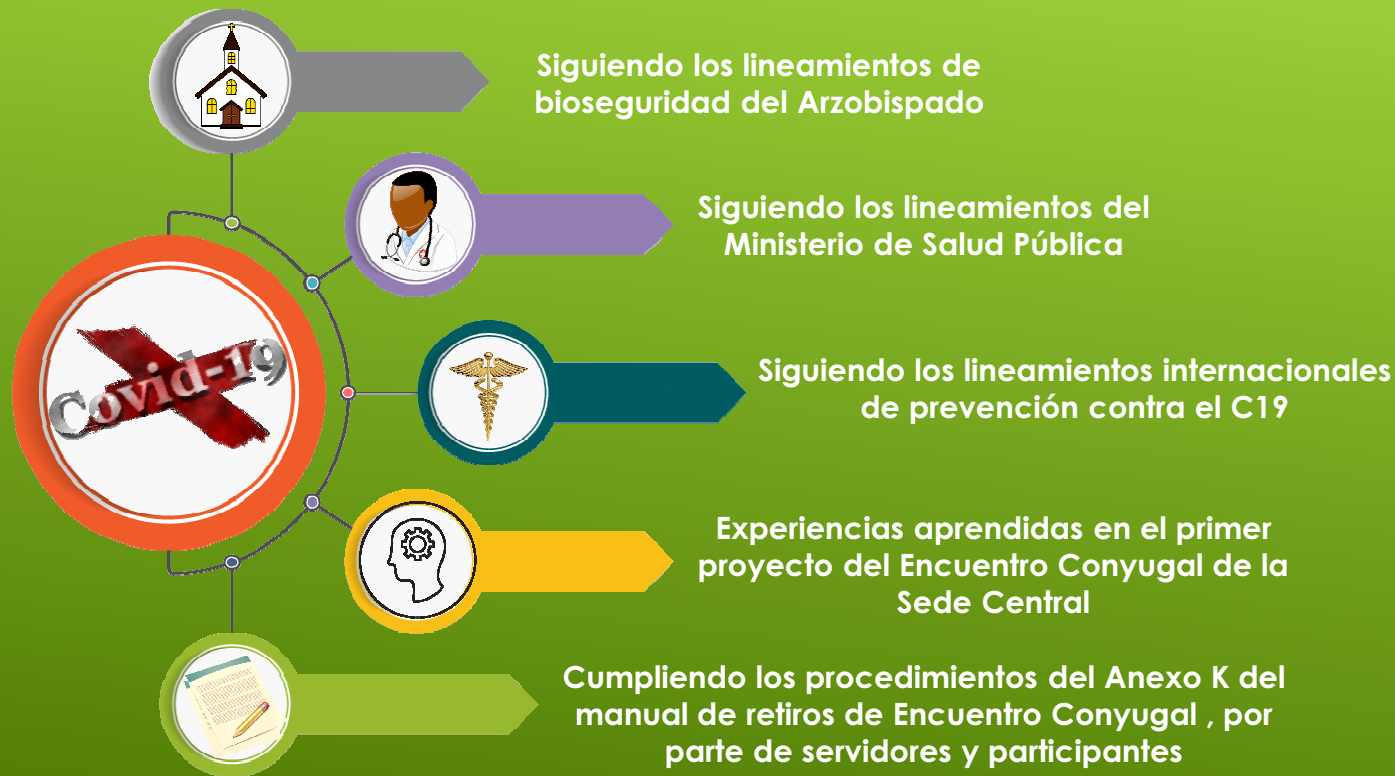 Siguiendo los lineamientos de
bioseguridad del Arzobispado
Siguiendo los lineamientos del
Ministerio de Salud Pública
Covid-19
Siguiendo los lineamientos internacionales
de prevención contra el C19
Experiencias aprendidas en el primer
proyecto del Encuentro Conyugal de la
Sede Central
Cumpliendo los procedimientos del Anexo K del
manual de retiros de Encuentro Conyugal , por
parte de servidores y participantes